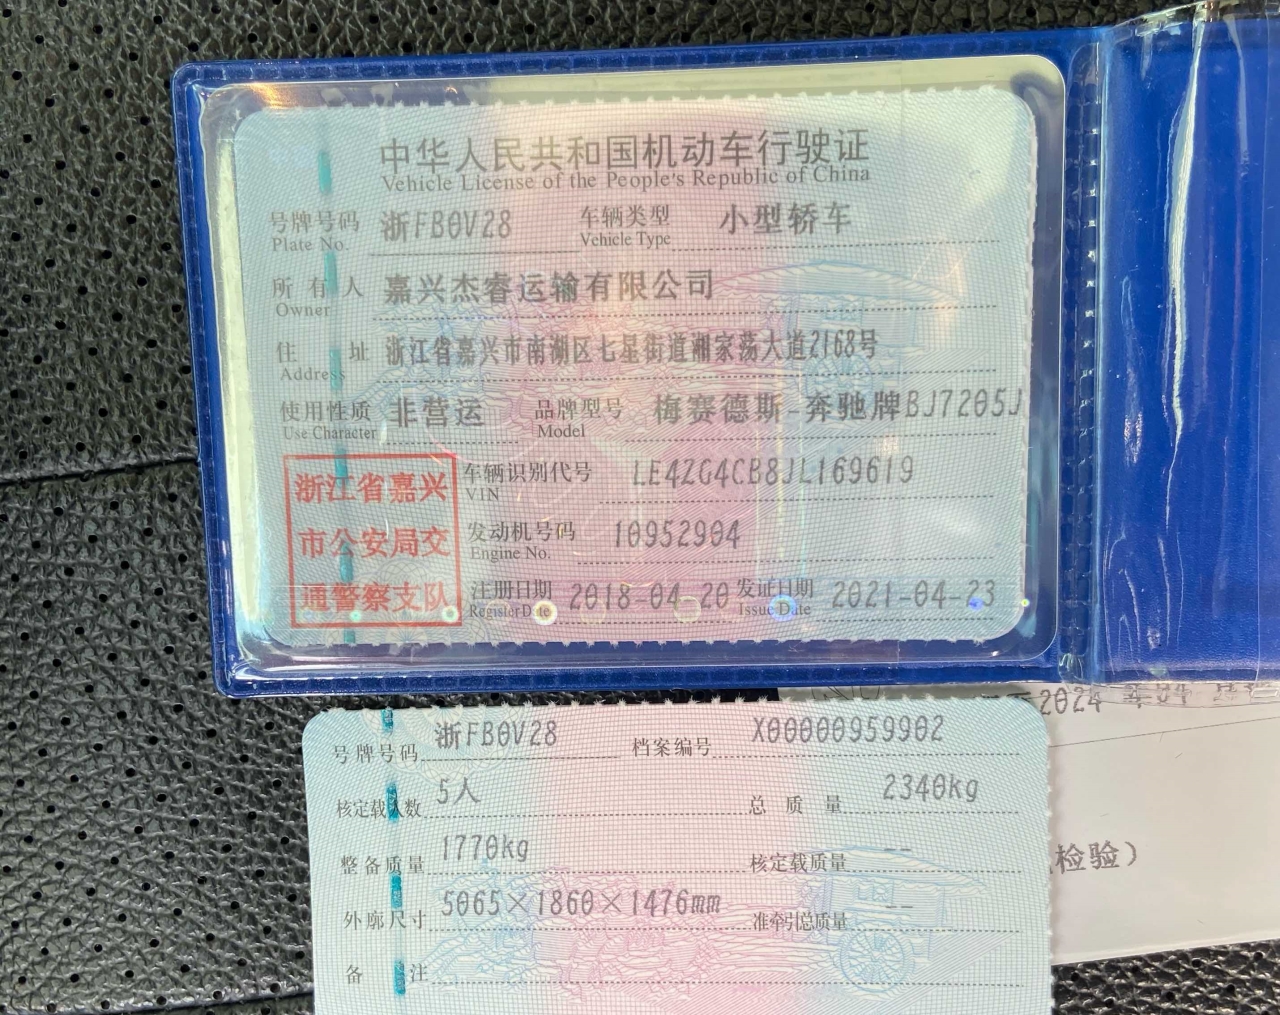 中华人民共和国机动车行驶证
Vehicle License of the People's Republic of China
号牌号码 浙FB0V28 车辆类型 小型轿车
Plate No. Vehicle Type
所有人 嘉兴杰睿运输有限公司
Owner
住址 浙江省嘉兴市南湖区七星街道湘家荡大道2168号
Address
使用性质 非营运 品牌型号 梅赛德斯-奔驰牌BJ7205J
Use Character Model
浙江省嘉兴
市公安局交
通警察支队
车辆识别代号 LE4ZG4CB8JL169619
VIN
发动机号码 10952904
Engine No.
注册日期 2018-04-20 发证日期 2021-04-23
Register Date Issue Date
2024 年04
号牌号码 浙FB0V28 档案编号 X00000959902
核定载人数 5人 总质量 2340kg
整备质量 1770kg 核定载质量 --
检验）
外廓尺寸 5065×1860×1476mm 准牵引总质量 --
备注